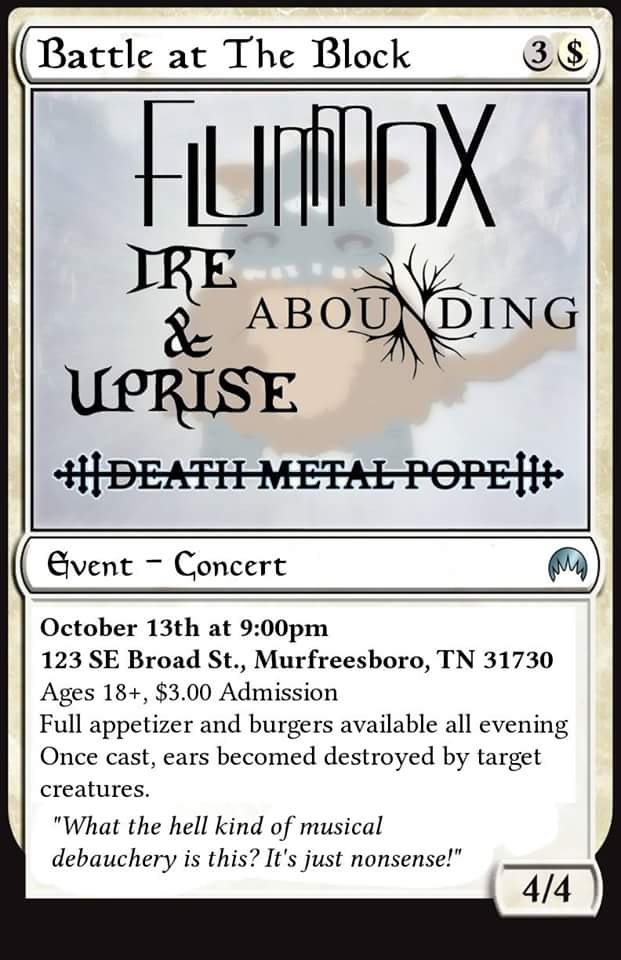 Battle at The Block 3 $
FLUMMOX
IRE
&
UPRISE
ABOUNDING
DEATH METAL POPE
Event - Concert
October 13th at 9:00pm
123 SE Broad St., Murfreesboro, TN 31730
Ages 18+, $3.00 Admission
Full appetizer and burgers available all evening
Once cast, ears becomed destroyed by target
creatures.
"What the hell kind of musical
debauchery is this? It's just nonsense!"
4/4